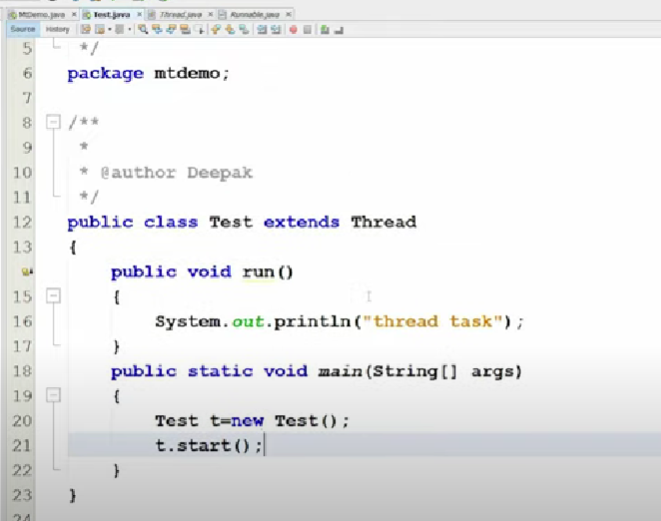 MtDemo.java Test.java Thread.java Runnable.java
Source History
5 */
6 package mtdemo;
7
8 /**
9 *
10 * @author Deepak
11 */
12 public class Test extends Thread
13 {
public void run()
15 {
16 System.out.println("thread task");
17 }
18 public static void main(String[] args)
19 {
20 Test t=new Test();
21 t.start();
22 }
23 }
24